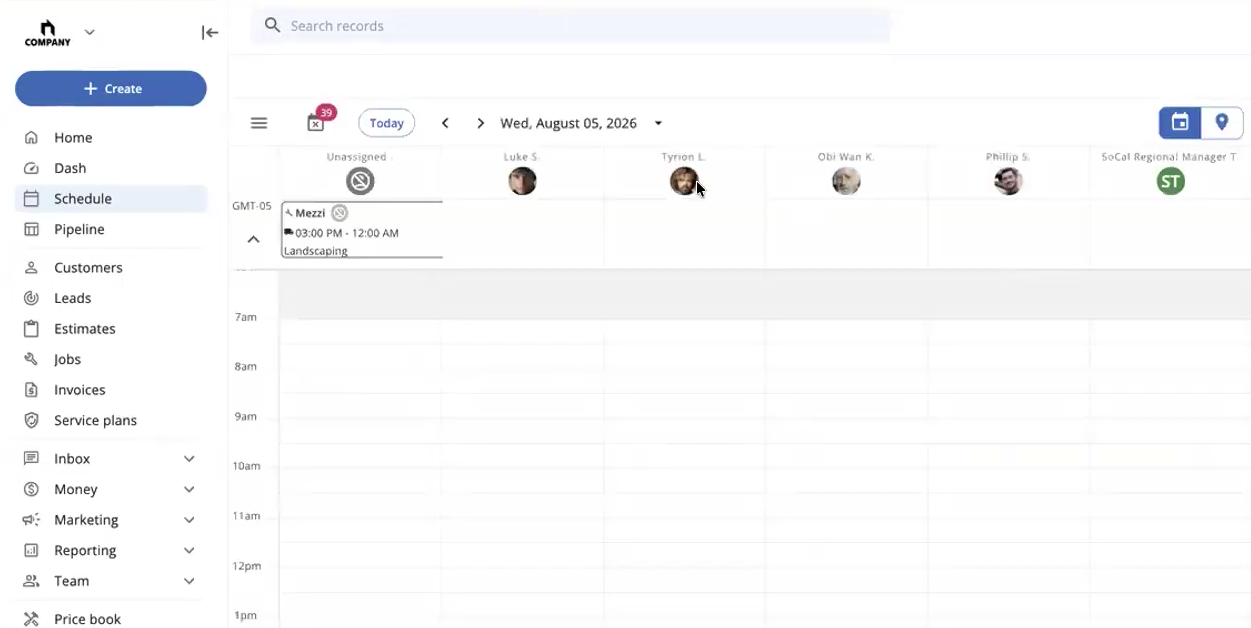 COMPANY
Search records
Create
39
Today
Wed, August 05, 2026
Home
Dash
Schedule
Pipeline
Customers
Leads
Estimates
Jobs
Invoices
Service plans
Inbox
Money
Marketing
Reporting
Team
Price book
Unassigned
Luke S.
Tyrion L.
Obi Wan K.
Phillip S.
SoCal Regional Manager T
ST
GMT-05
Mezzi
03:00 PM - 12:00 AM
Landscaping
7am
8am
9am
10am
11am
12pm
1pm